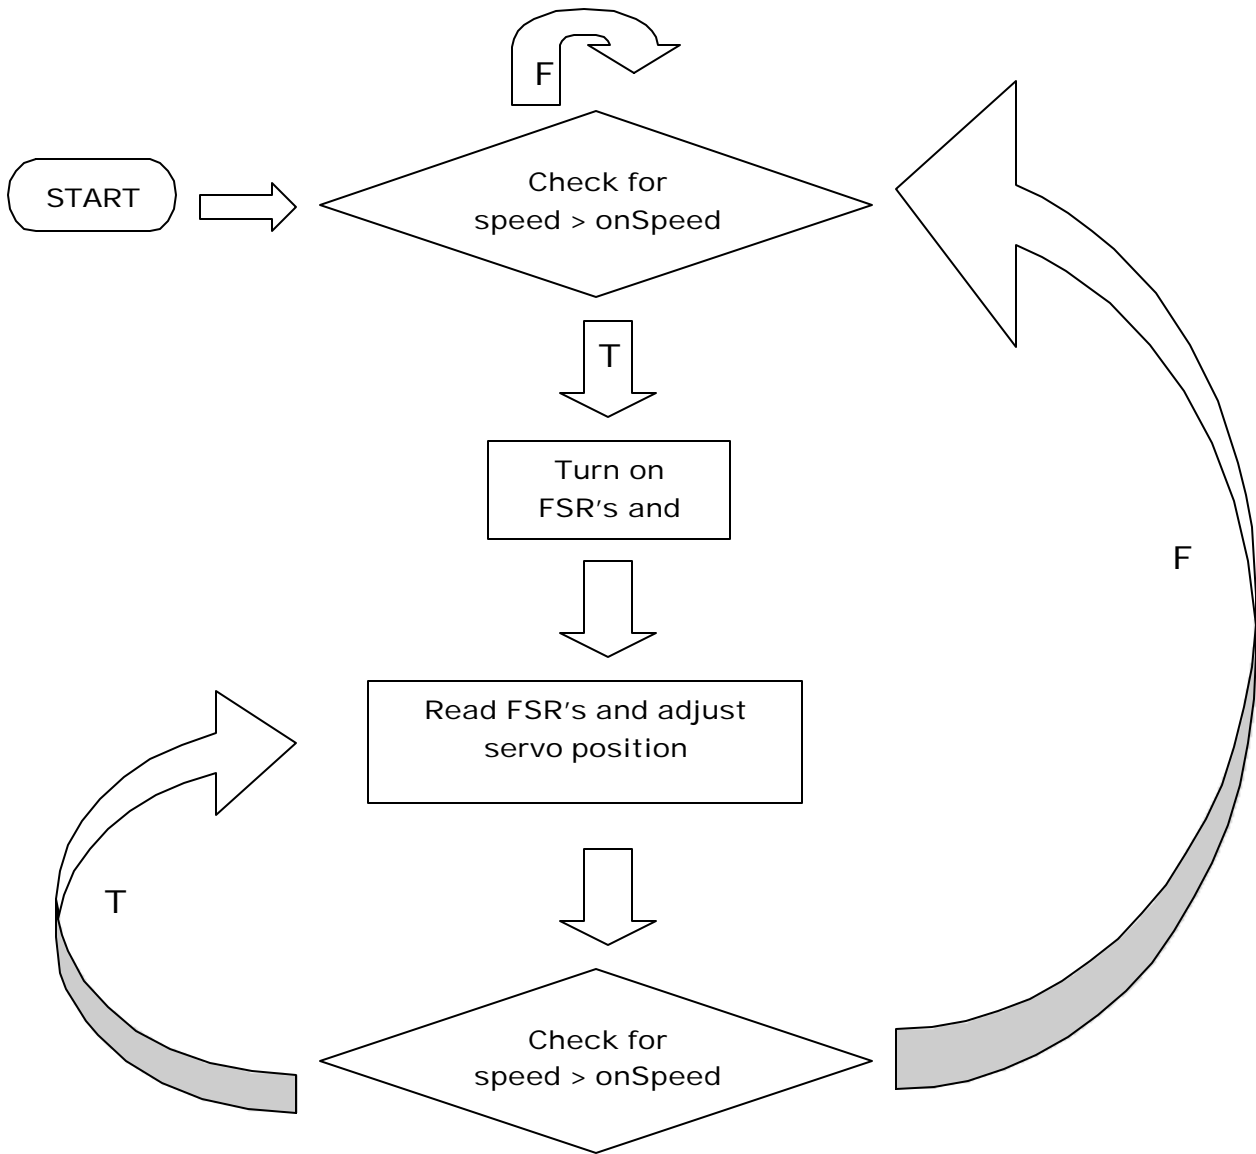 F
START
Check for
speed > onSpeed
T
Turn on
FSR's and
F
Read FSR's and adjust
servo position
T
Check for
speed > onSpeed